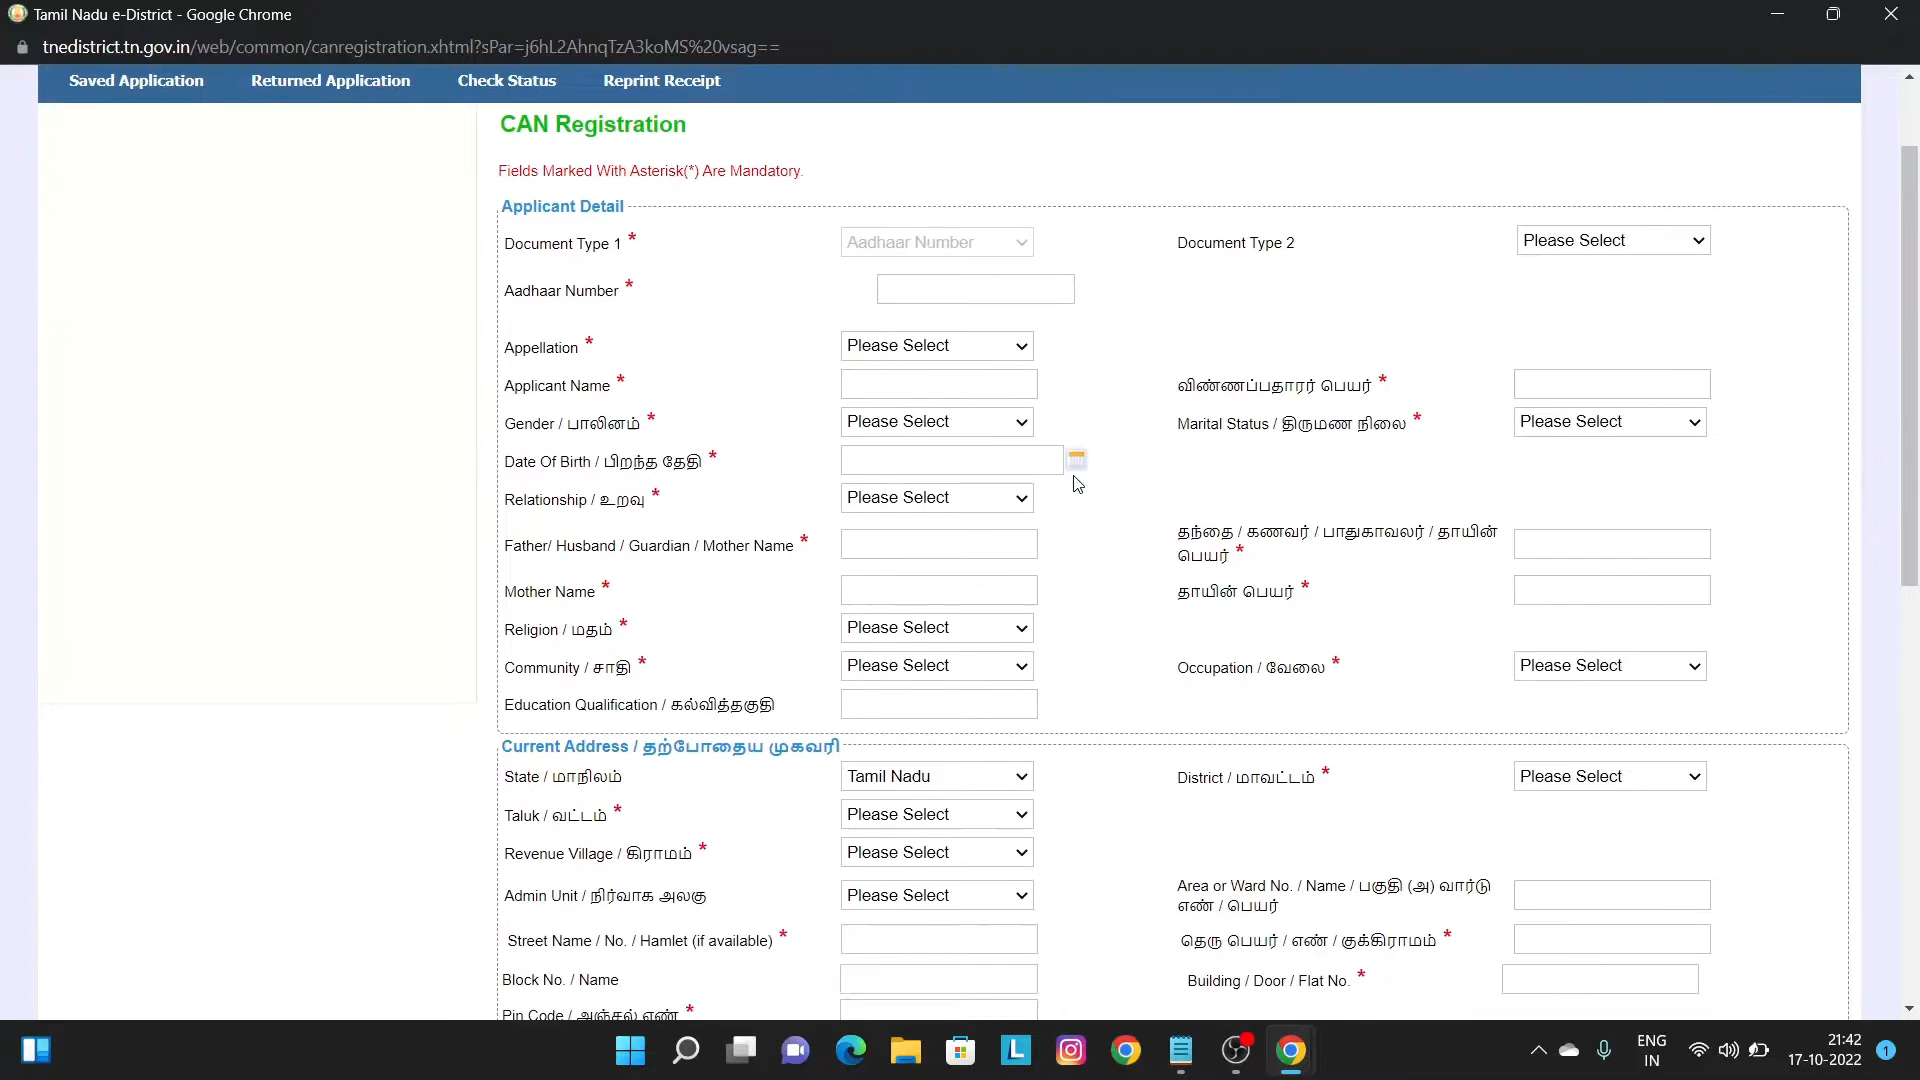 Tamil Nadu e-District - Google Chrome
tnedistrict.tn.gov.in/web/common/canregistration.xhtml?sPar=j6hL2AhnqTzA3koMS%20vsag==
Saved Application Returned Application Check Status Reprint Receipt
CAN Registration
Fields Marked With Asterisk(*) Are Mandatory.
Applicant Detail
Document Type 1 * Aadhaar Number Document Type 2 Please Select
Aadhaar Number *
Appellation * Please Select
Applicant Name * விண்ணப்பதாரர் பெயர் *
Gender / பாலினம் * Please Select Marital Status / திருமண நிலை * Please Select
Date Of Birth / பிறந்த தேதி *
Relationship / உறவு * Please Select
Father/ Husband / Guardian / Mother Name * தந்தை / கணவர் / பாதுகாவலர் / தாயின்
பெயர் *
Mother Name * தாயின் பெயர் *
Religion / மதம் * Please Select
Community / சாதி * Please Select Occupation / வேலை * Please Select
Education Qualification / கல்வித்தகுதி
Current Address / தற்போதைய முகவரி
State / மாநிலம் Tamil Nadu District / மாவட்டம் * Please Select
Taluk / வட்டம் * Please Select
Revenue Village / கிராமம் * Please Select
Admin Unit / நிர்வாக அலகு Please Select Area or Ward No. / Name / பகுதி (அ) வார்டு
எண் / பெயர்
Street Name / No. / Hamlet (if available) * தெரு பெயர் / எண் / குக்கிராமம் *
Block No. / Name Building / Door / Flat No. *
Pin Code / அஞ்சல் எண் *
ENG 21:42
IN 17-10-2022 1